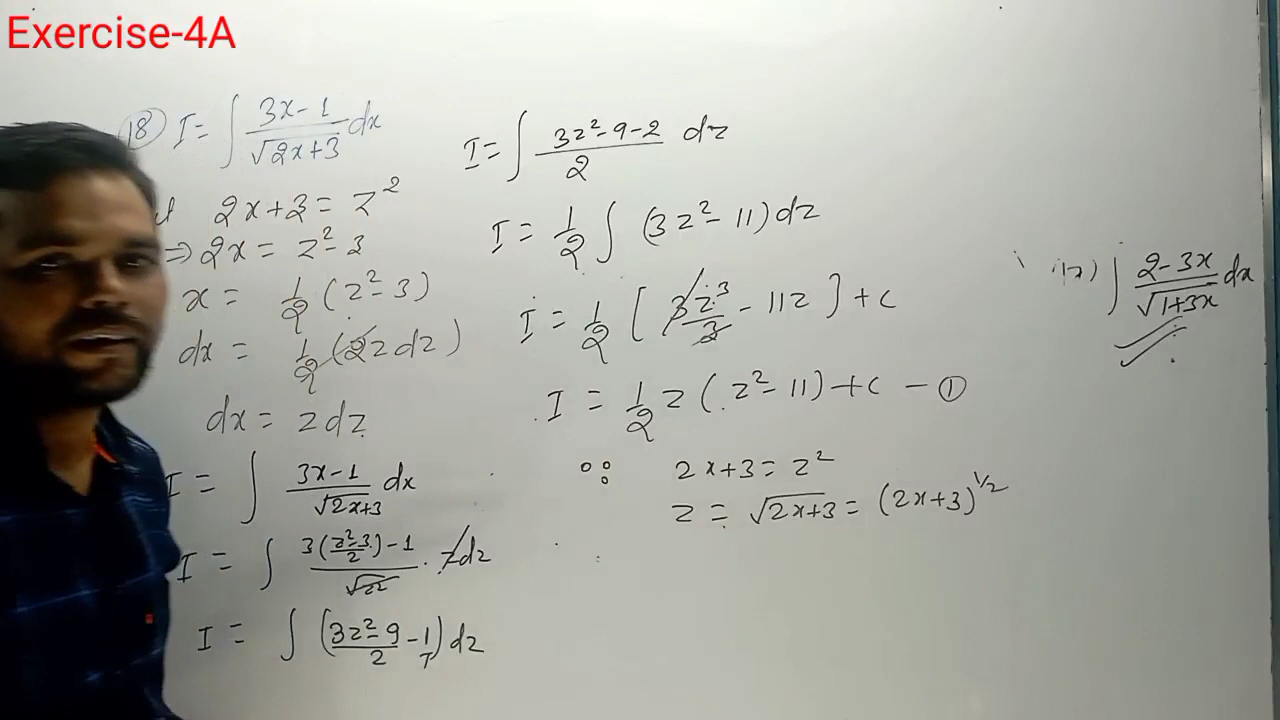 Exercise-4A
18 I = ∫ 3x-1/√2x+3 dx
2x+3 = z²
⇒ 2x = z²-3
x = 1/2 (z²-3)
dx = 1/2 (2z dz)
dx = z dz
I = ∫ 3x-1/√2x+3 dx
I = ∫ 3(z²-3/2)-1/√z² . z dz
I = ∫ (3z²-9/2 - 1/1) dz
I = ∫ 3z²-9-2/2 dz
I = 1/2 ∫ (3z²-11) dz
I = 1/2 [3z³/3 - 11z] + c
I = 1/2 z (z²-11) + c - ①
∵ 2x+3 = z²
z = √2x+3 = (2x+3)^1/2
∫ 2-3x/√1+3x dx